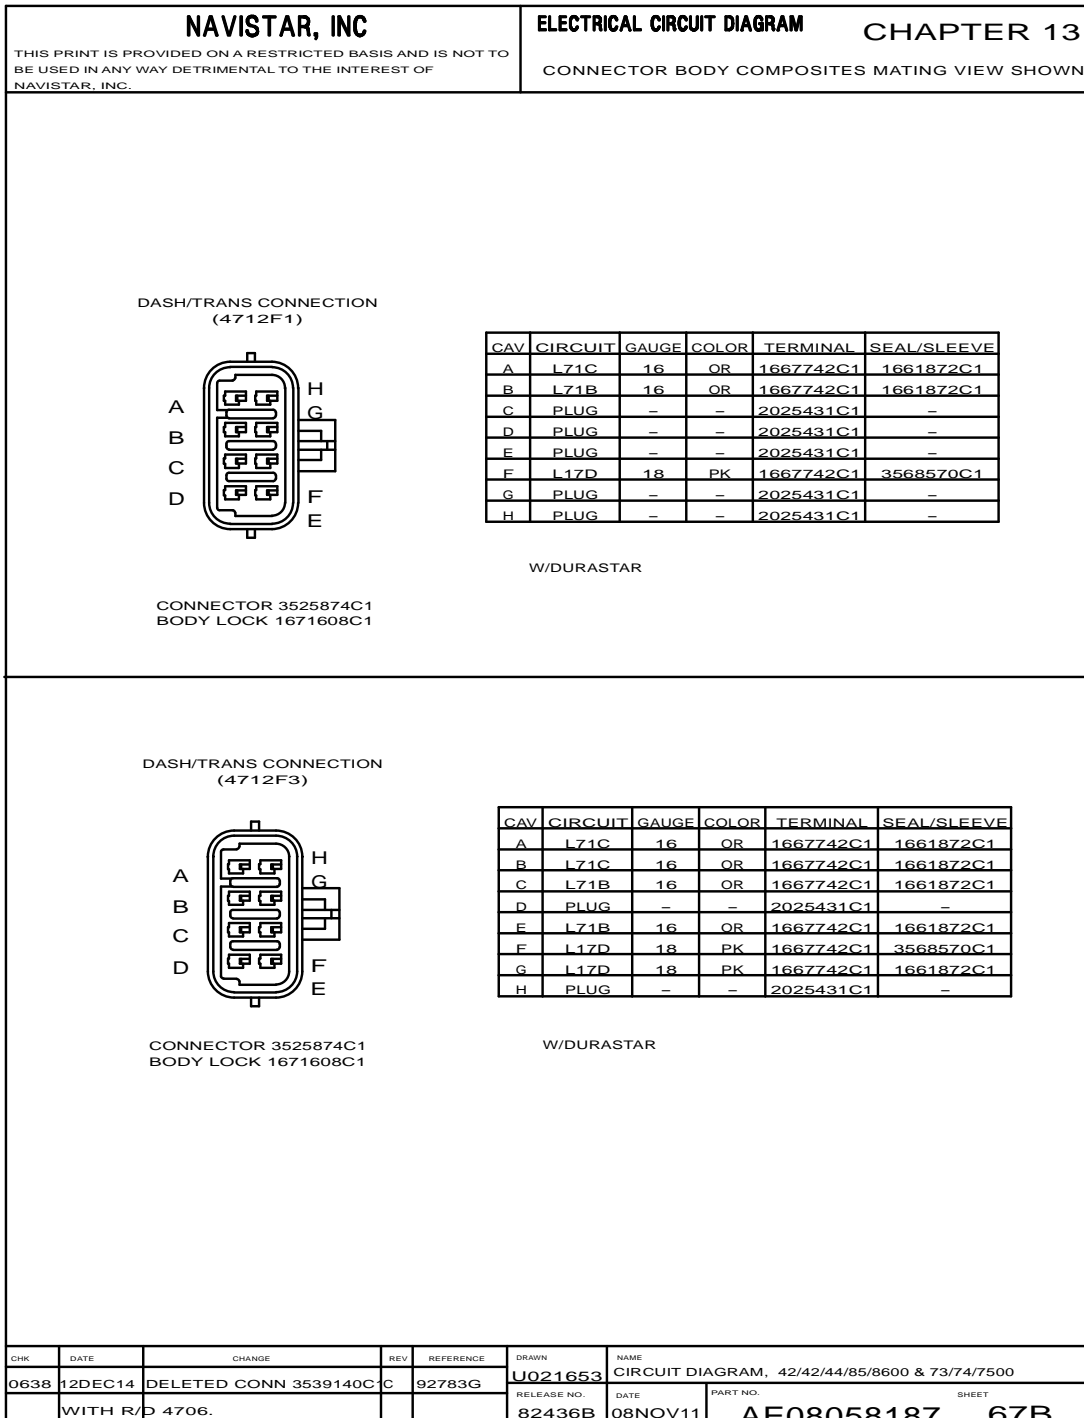 NAVISTAR, INC
THIS PRINT IS PROVIDED ON A RESTRICTED BASIS AND IS NOT TO
BE USED IN ANY WAY DETRIMENTAL TO THE INTEREST OF
NAVISTAR, INC.
ELECTRICAL CIRCUIT DIAGRAM CHAPTER 13
CONNECTOR BODY COMPOSITES MATING VIEW SHOWN
DASH/TRANS CONNECTION
(4712F1)
A
B
C
D
H
G
F
E
CONNECTOR 3525874C1
BODY LOCK 1671608C1
CAV CIRCUIT GAUGE COLOR TERMINAL SEAL/SLEEVE
A L71C 16 OR 1667742C1 1661872C1
B L71B 16 OR 1667742C1 1661872C1
C PLUG – – 2025431C1 –
D PLUG – – 2025431C1 –
E PLUG – – 2025431C1 –
F L17D 18 PK 1667742C1 3568570C1
G PLUG – – 2025431C1 –
H PLUG – – 2025431C1 –
W/DURASTAR
DASH/TRANS CONNECTION
(4712F3)
A
B
C
D
H
G
F
E
CONNECTOR 3525874C1
BODY LOCK 1671608C1
CAV CIRCUIT GAUGE COLOR TERMINAL SEAL/SLEEVE
A L71C 16 OR 1667742C1 1661872C1
B L71C 16 OR 1667742C1 1661872C1
C L71B 16 OR 1667742C1 1661872C1
D PLUG – – 2025431C1 –
E L71B 16 OR 1667742C1 1661872C1
F L17D 18 PK 1667742C1 3568570C1
G L17D 18 PK 1667742C1 1661872C1
H PLUG – – 2025431C1 –
W/DURASTAR
CHK DATE CHANGE REV REFERENCE
0638 12DEC14 DELETED CONN 3539140C1 C 92783G
WITH R/D 4706.
DRAWN
U021653
NAME
CIRCUIT DIAGRAM, 42/42/44/85/8600 & 73/74/7500
RELEASE NO.
82436B
DATE
08NOV11
PART NO.
AE08058187
SHEET
67B